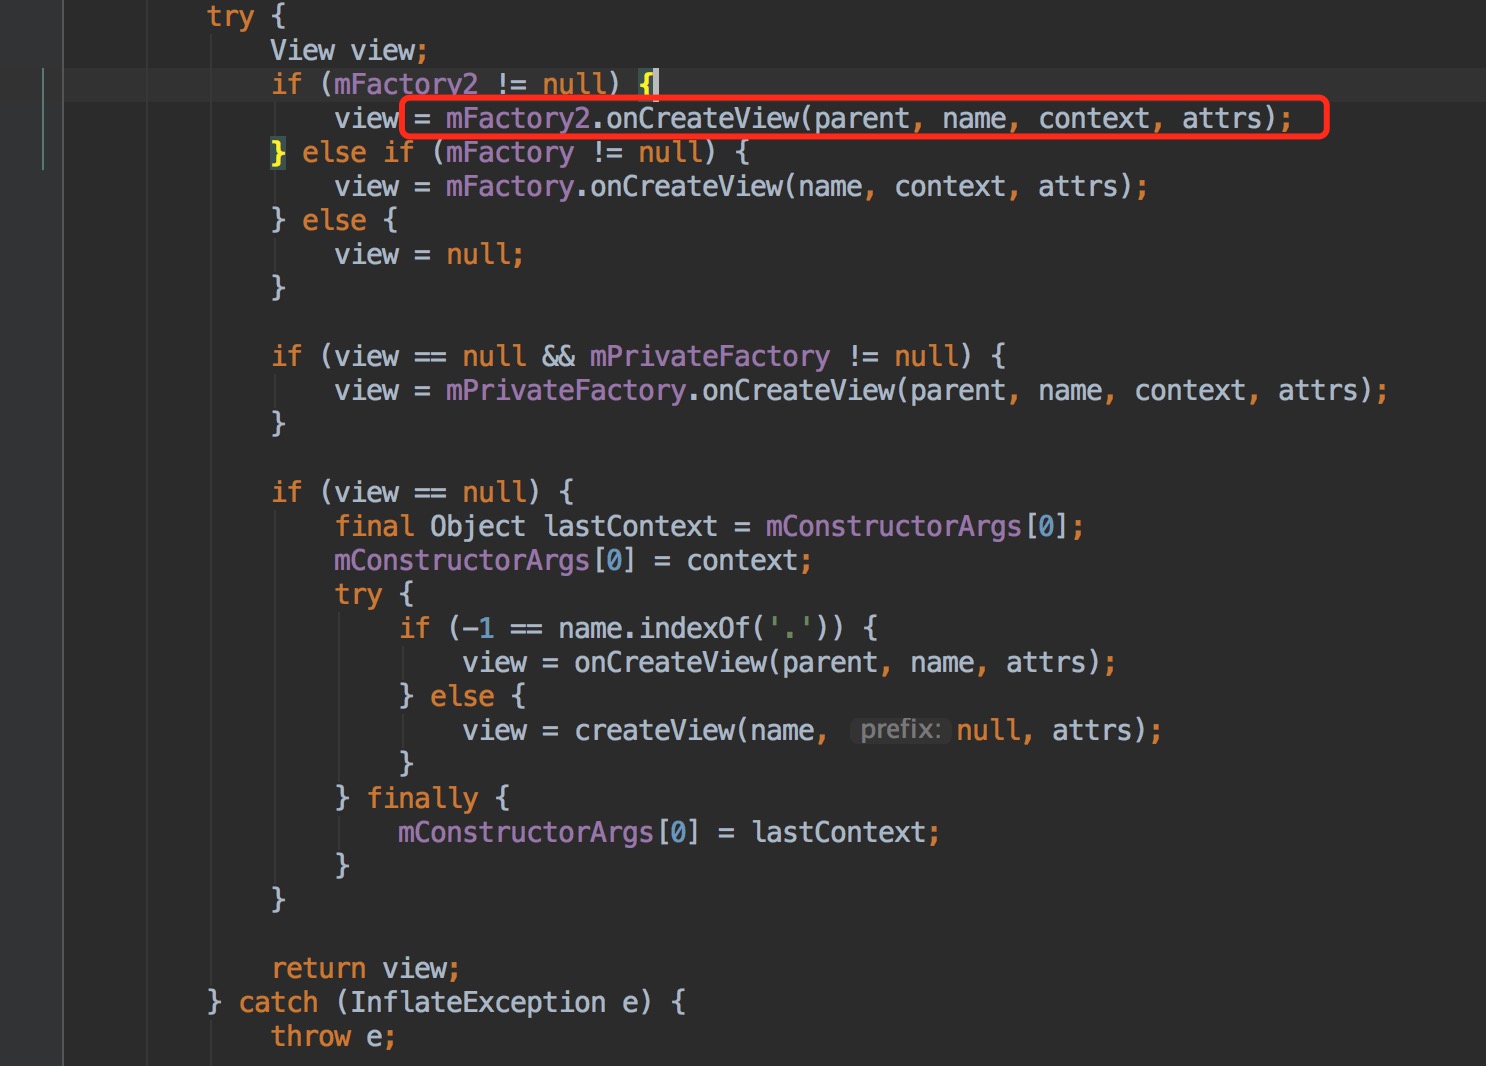 try {
View view;
if (mFactory2 != null) {
view = mFactory2.onCreateView(parent, name, context, attrs);
} else if (mFactory != null) {
view = mFactory.onCreateView(name, context, attrs);
} else {
view = null;
}
if (view == null && mPrivateFactory != null) {
view = mPrivateFactory.onCreateView(parent, name, context, attrs);
}
if (view == null) {
final Object lastContext = mConstructorArgs[0];
mConstructorArgs[0] = context;
try {
if (-1 == name.indexOf('.')) {
view = onCreateView(parent, name, attrs);
} else {
view = createView(name, prefix: null, attrs);
}
} finally {
mConstructorArgs[0] = lastContext;
}
}
return view;
} catch (InflateException e) {
throw e;